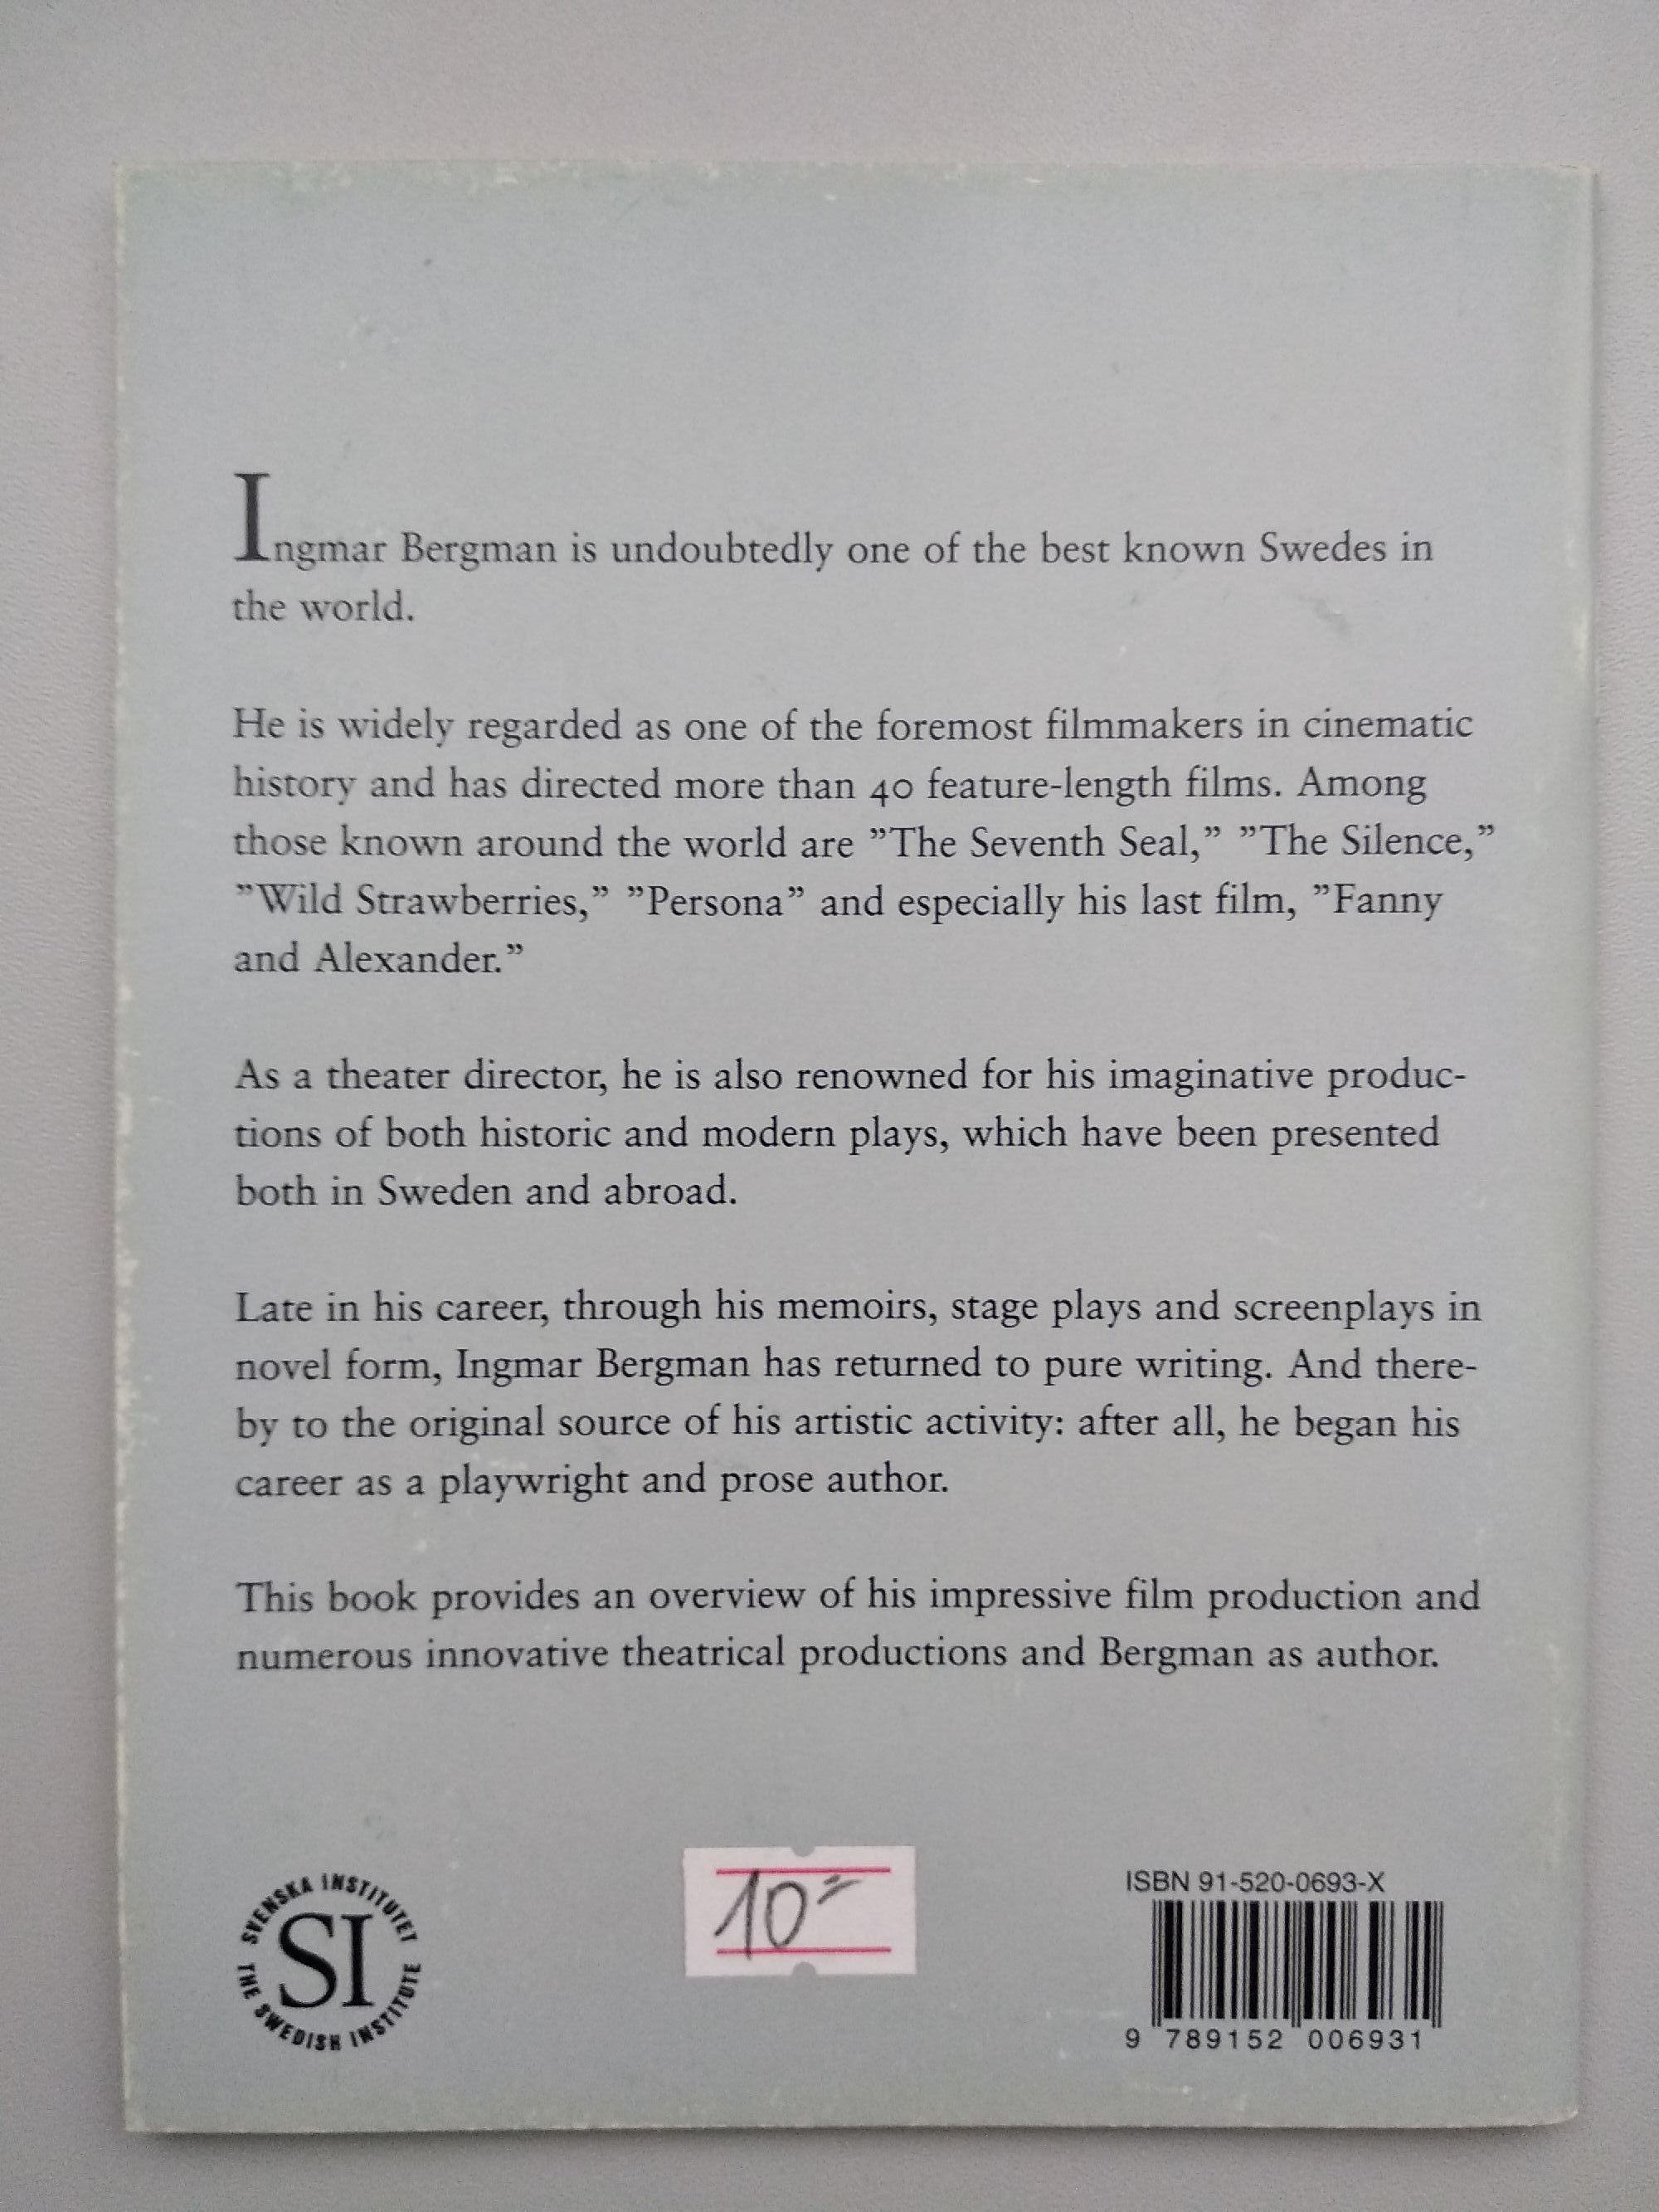 Ingmar Bergman is undoubtedly one of the best known Swedes in
the world.
He is widely regarded as one of the foremost filmmakers in cinematic
history and has directed more than 40 feature-length films. Among
those known around the world are ”The Seventh Seal,” ”The Silence,”
”Wild Strawberries,” ”Persona” and especially his last film, ”Fanny
and Alexander.”
As a theater director, he is also renowned for his imaginative produc-
tions of both historic and modern plays, which have been presented
both in Sweden and abroad.
Late in his career, through his memoirs, stage plays and screenplays in
novel form, Ingmar Bergman has returned to pure writing. And there-
by to the original source of his artistic activity: after all, he began his
career as a playwright and prose author.
This book provides an overview of his impressive film production and
numerous innovative theatrical productions and Bergman as author.
SVENSKA INSTITUTET
SI
THE SWEDISH INSTITUTE
10=
ISBN 91-520-0693-X
9 789152 006931